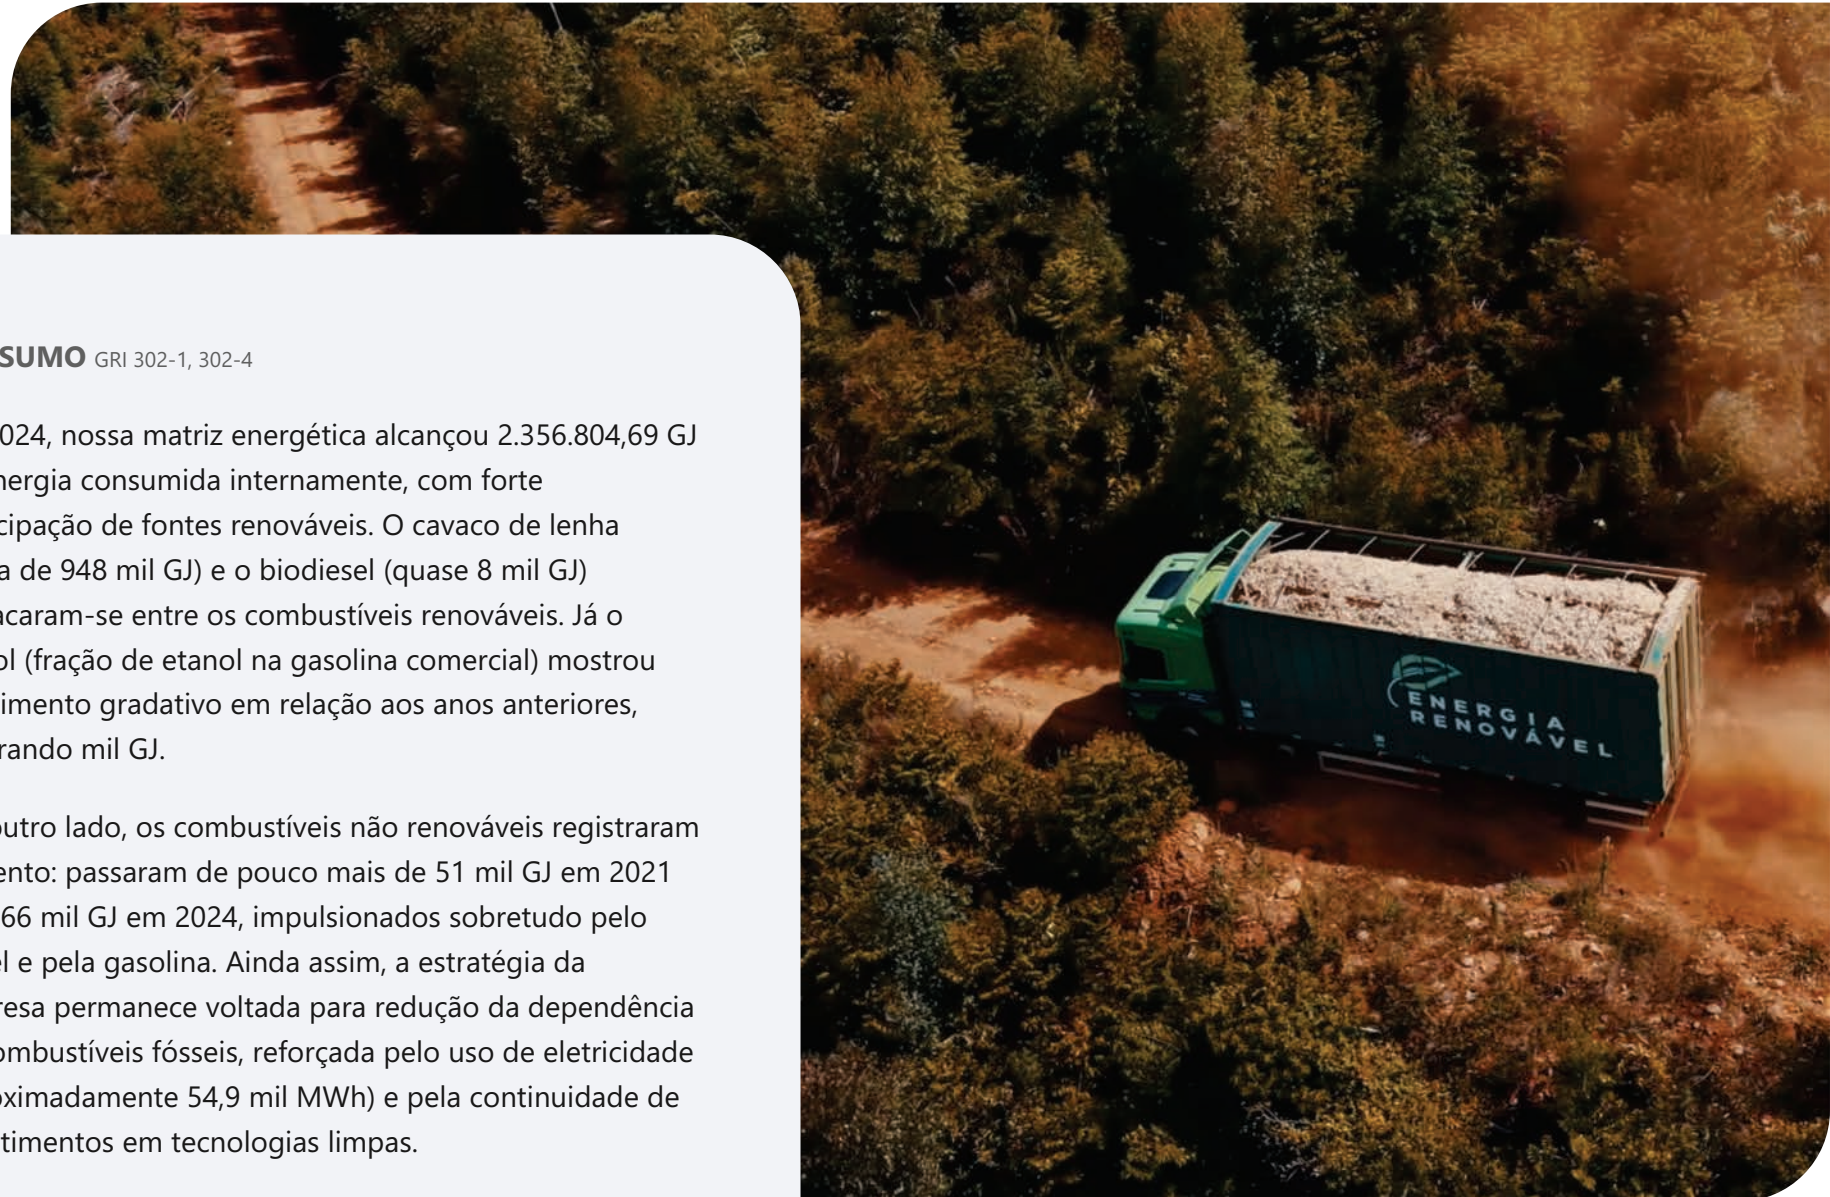 SUMO GRI 302-1, 302-4
024, nossa matriz energética alcançou 2.356.804,69 GJ
nergia consumida internamente, com forte
cipação de fontes renováveis. O cavaco de lenha
a de 948 mil GJ) e o biodiesel (quase 8 mil GJ)
acaram-se entre os combustíveis renováveis. Já o
ol (fração de etanol na gasolina comercial) mostrou
imento gradativo em relação aos anos anteriores,
rando mil GJ.
outro lado, os combustíveis não renováveis registraram
ento: passaram de pouco mais de 51 mil GJ em 2021
66 mil GJ em 2024, impulsionados sobretudo pelo
el e pela gasolina. Ainda assim, a estratégia da
resa permanece voltada para redução da dependência
ombustíveis fósseis, reforçada pelo uso de eletricidade
oximadamente 54,9 mil MWh) e pela continuidade de
timentos em tecnologias limpas.
ENERGIA
RENOVÁVEL